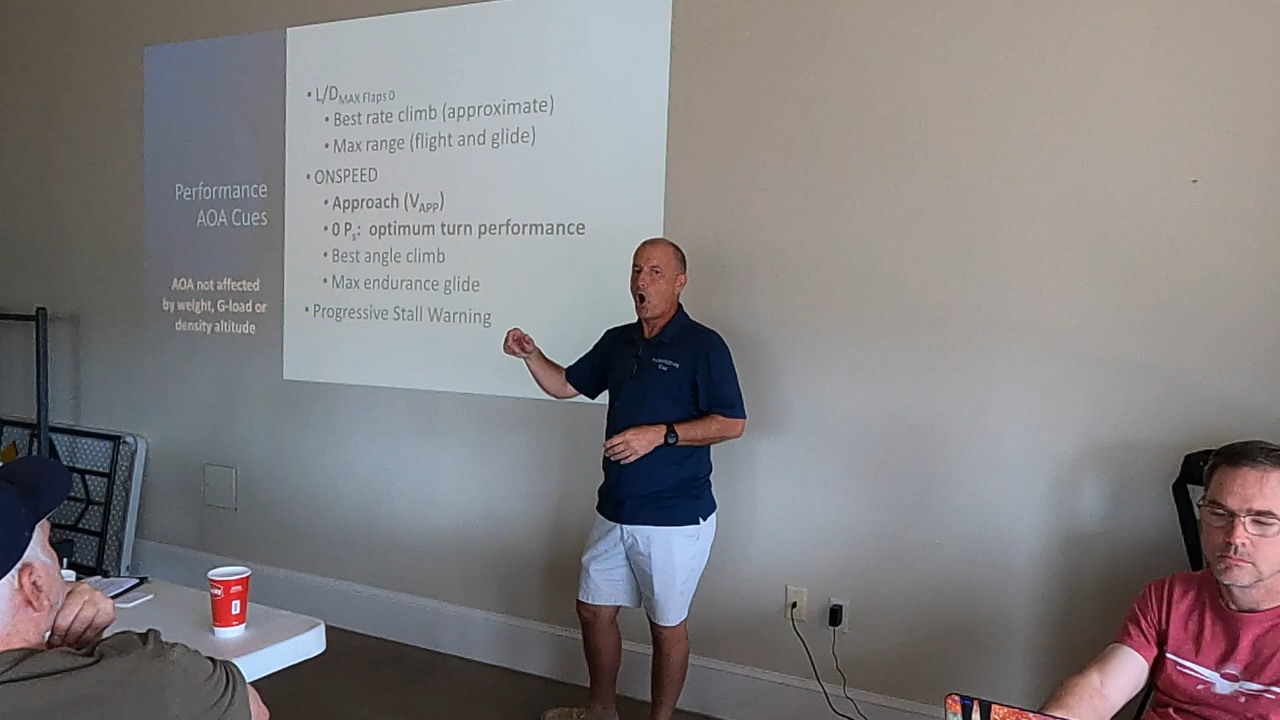 Performance
AOA Cues
AOA not affected
by weight, G-load or
density altitude
• L/DMAX Flaps 0
• Best rate climb (approximate)
• Max range (flight and glide)
• ONSPEED
• Approach (VAPP)
• 0 Ps: optimum turn performance
• Best angle climb
• Max endurance glide
• Progressive Stall Warning